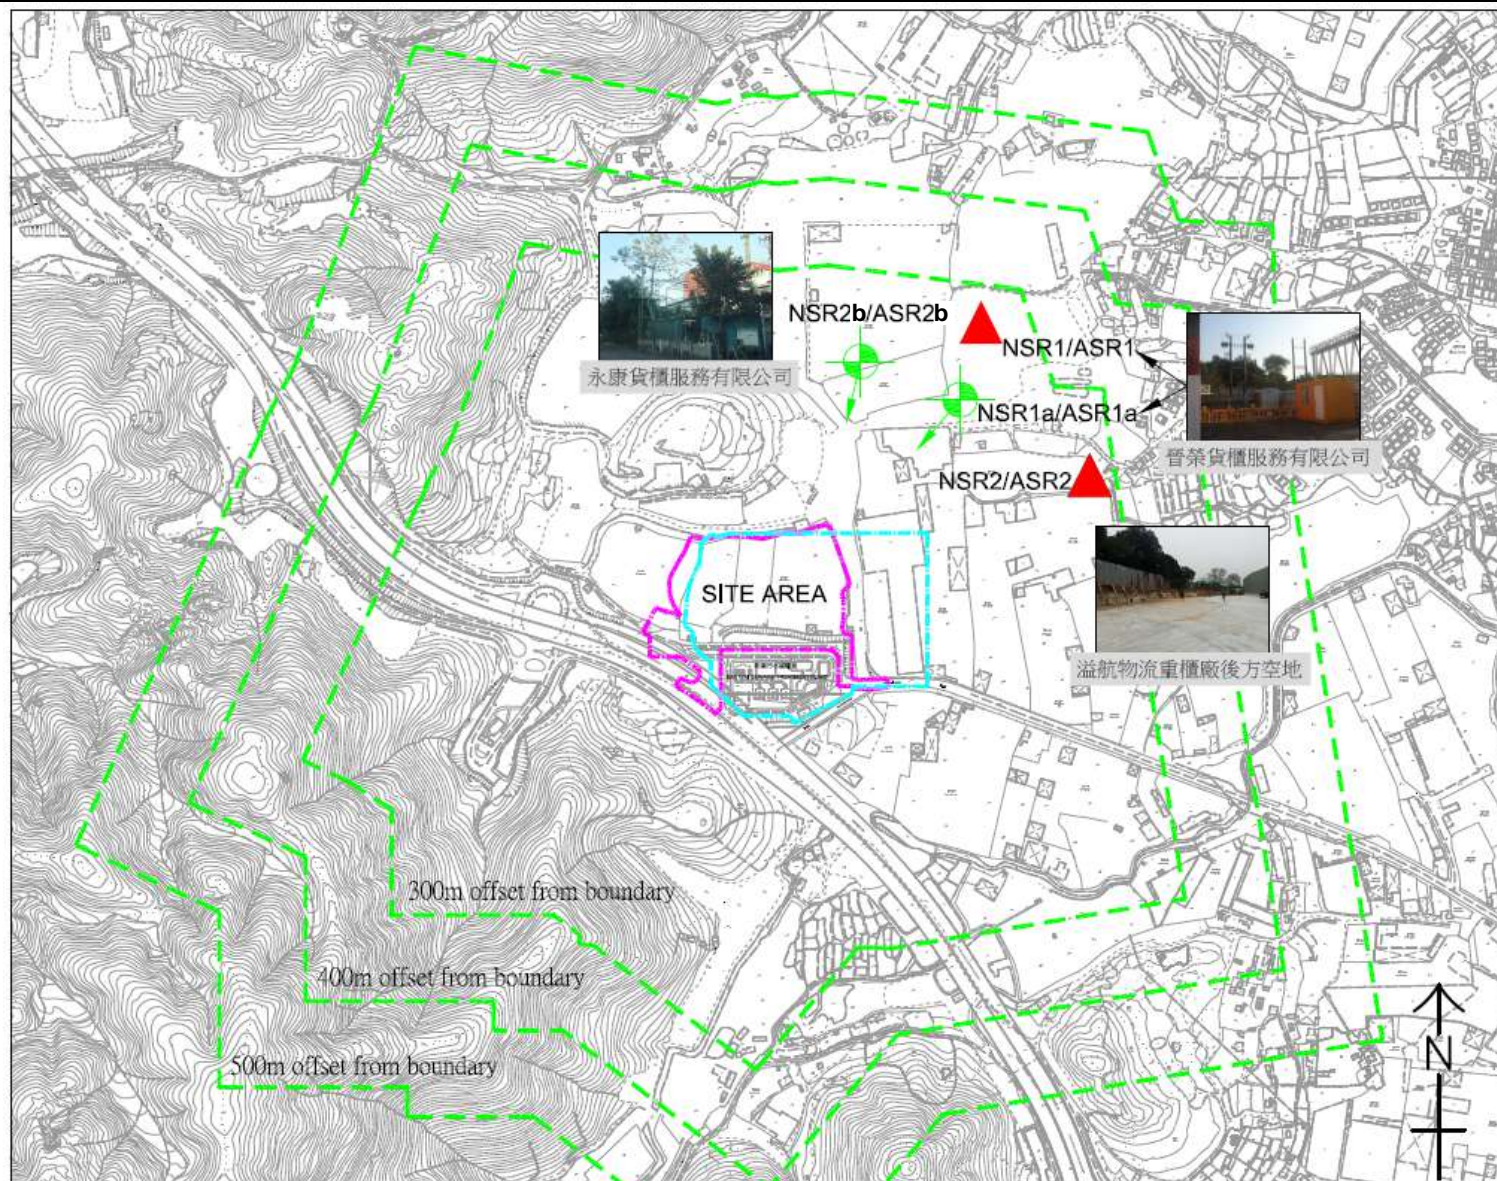 NSR2b/ASR2b
NSR1/ASR1
永康貨櫃服務有限公司
NSR1a/ASR1a
晉榮貨櫃服務有限公司
NSR2/ASR2
SITE AREA
溢航物流重櫃廠後方空地
300m offset from boundary
400m offset from boundary
500m offset from boundary
N